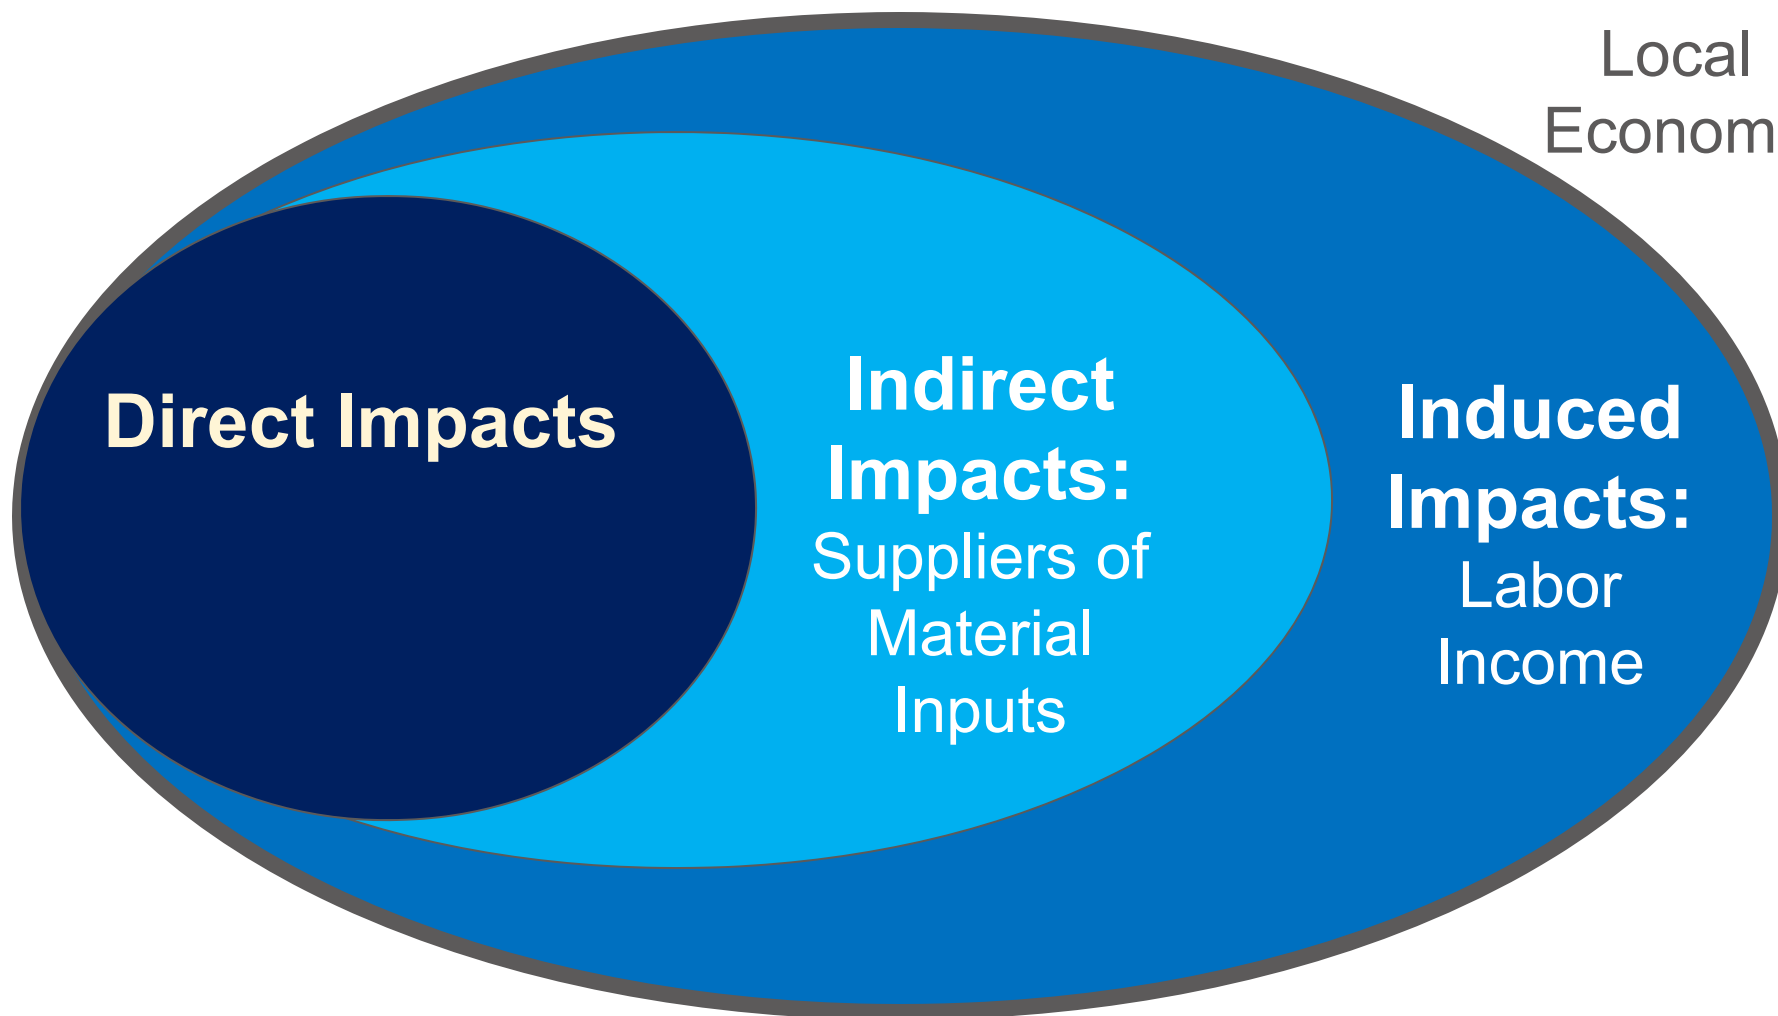 Local
Econom
Direct Impacts
Indirect
Impacts:
Suppliers of
Material
Inputs
Induced
Impacts:
Labor
Income